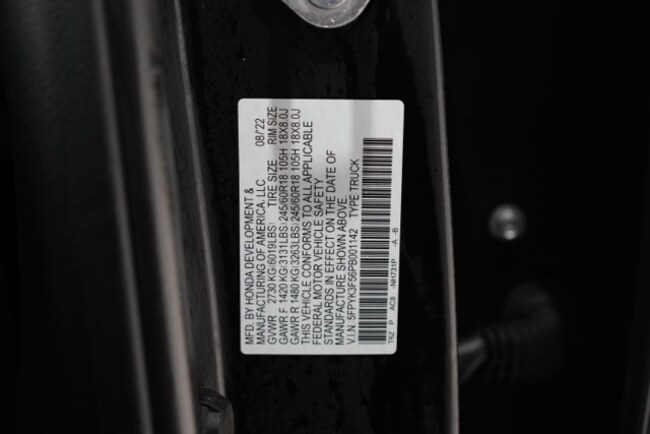 MFD. BY HONDA DEVELOPMENT &
MANUFACTURING OF AMERICA, LLC 08/22
GVWR 2730 KG(6019LBS) TIRE SIZE RIM SIZE
GAWR F 1420 KG(3131LBS) 245/60R18 105H 18X8.0J
GAWR R 1480 KG(3263LBS) 245/60R18 105H 18X8.0J
THIS VEHICLE CONFORMS TO ALL APPLICABLE
FEDERAL MOTOR VEHICLE SAFETY
STANDARDS IN EFFECT ON THE DATE OF
MANUFACTURE SHOWN ABOVE.
V.I.N. 5FPYK3F56PB001142 TYPE TRUCK
T6Z P AC8 -NH731P -A -B